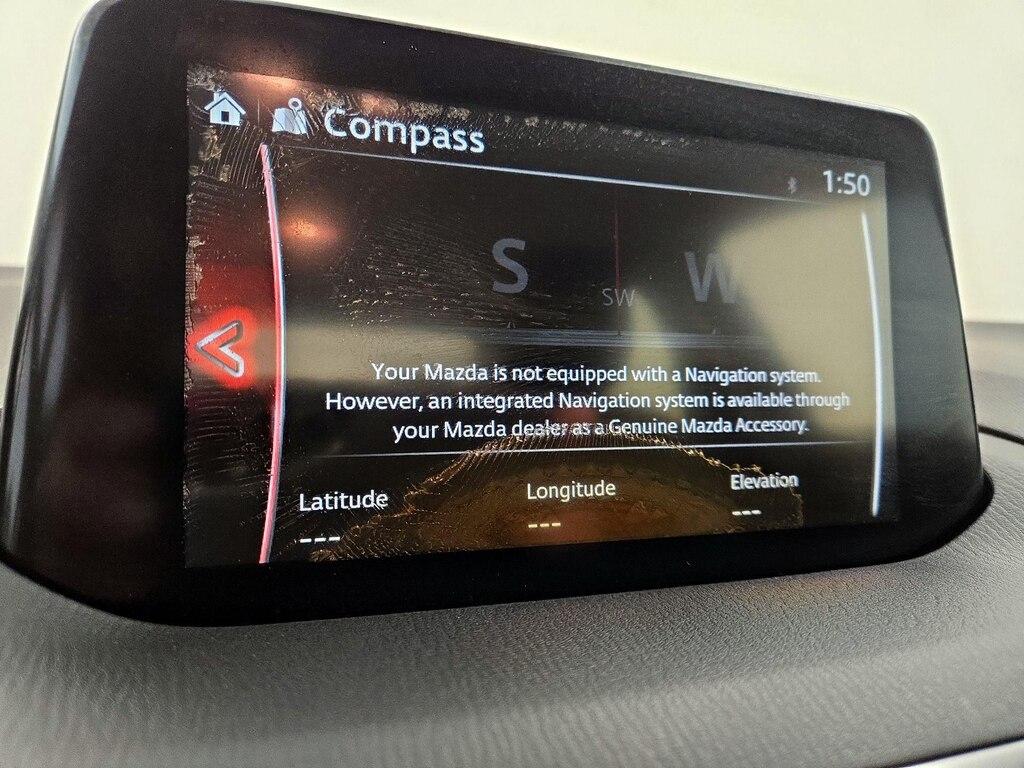 Compass
1:50
S
SW
W
Your Mazda is not equipped with a Navigation system.
However, an integrated Navigation system is available through
your Mazda dealer as a Genuine Mazda Accessory.
Latitude
Longitude
Elevation
---
---
---